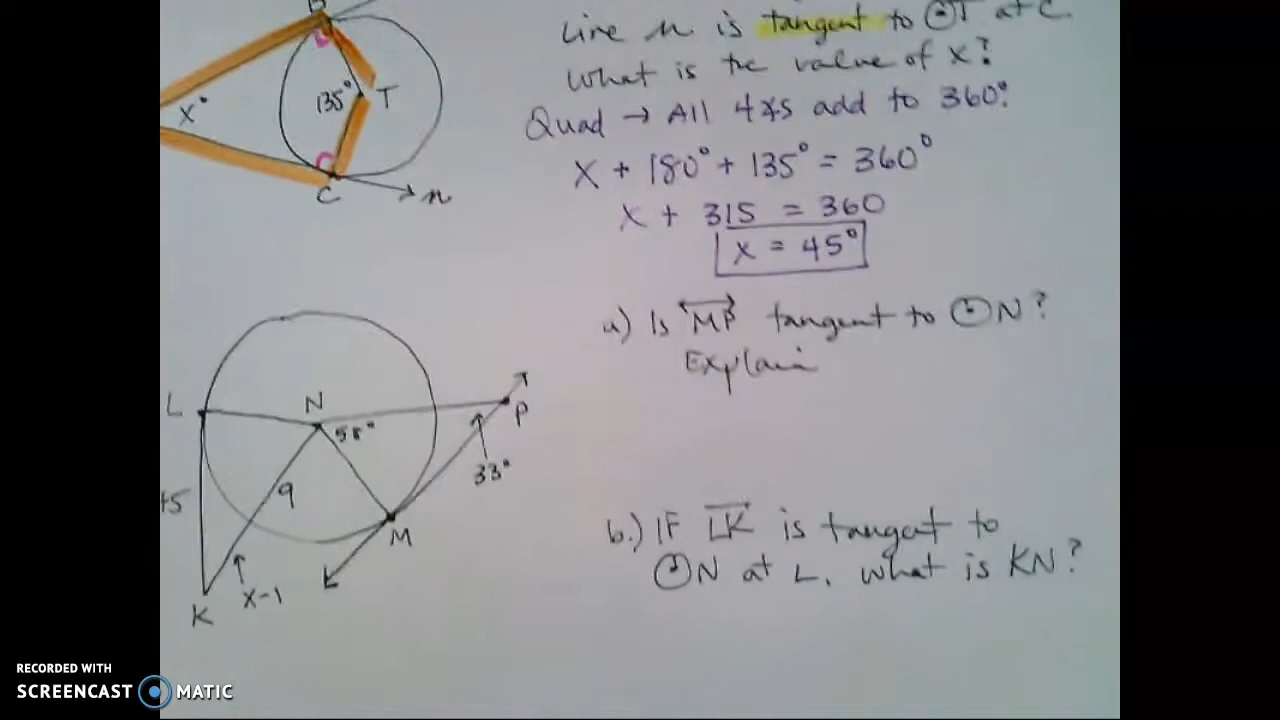 B
Line m is tangent to ⊙T at C.
What is the value of x?
x°
135°
T
C
n
Quad → All 4∡s add to 360°.
x + 180° + 135° = 360°
x + 315 = 360
x = 45°
a) Is MP tangent to ⊙N?
Explain
L
N
58°
P
33°
9
M
K
x-1
b.) IF LK is tangent to
⊙N at L, what is KN?
RECORDED WITH
SCREENCAST MATIC